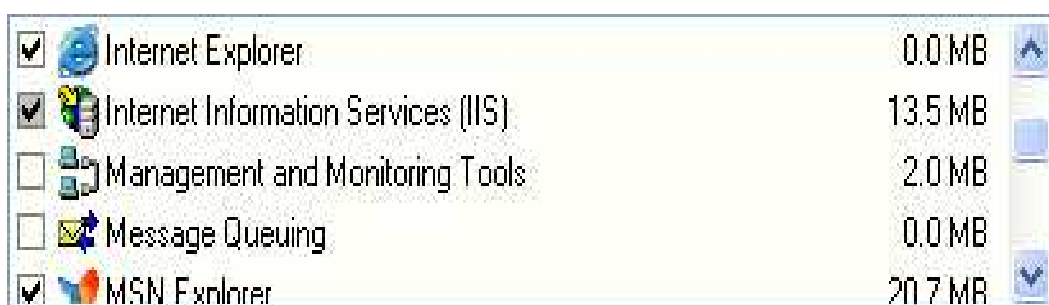 Internet Explorer 0.0 MB
Internet Information Services (IIS) 13.5 MB
Management and Monitoring Tools 2.0 MB
Message Queuing 0.0 MB
MSN Explorer 20.7 MB